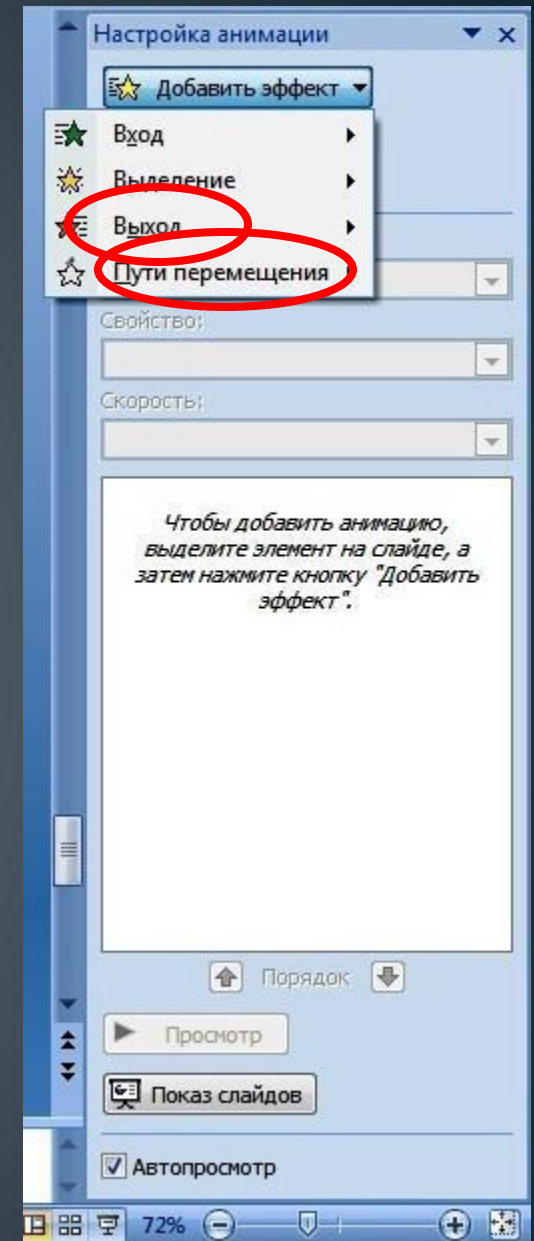 Настройка анимации
Добавить эффект
Вход
Выделение
Выход
Пути перемещения
Свойство:
Скорость:
Чтобы добавить анимацию,
выделите элемент на слайде, а
затем нажмите кнопку "Добавить
эффект".
Порядок
Просмотр
Показ слайдов
Автопросмотр
72%